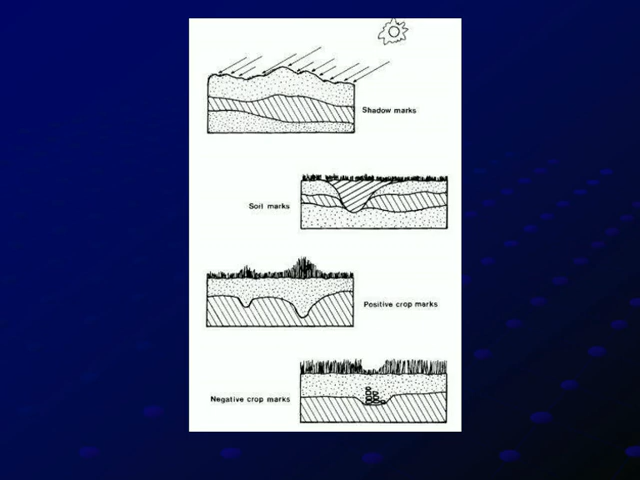 Shadow marks
Soil marks
Positive crop marks
Negative crop marks